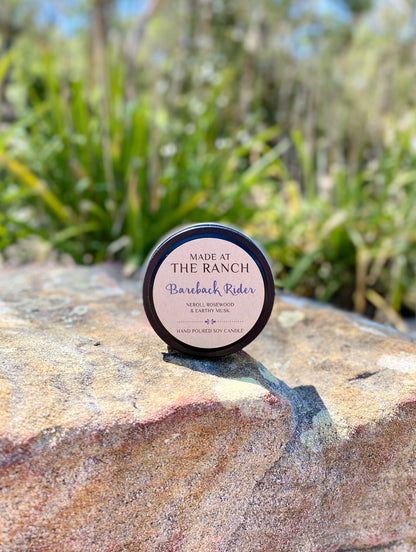 MADE AT
THE RANCH
Bareback Rider
NEROLI, ROSEWOOD
& EARTHY MUSK
HAND POURED SOY CANDLE